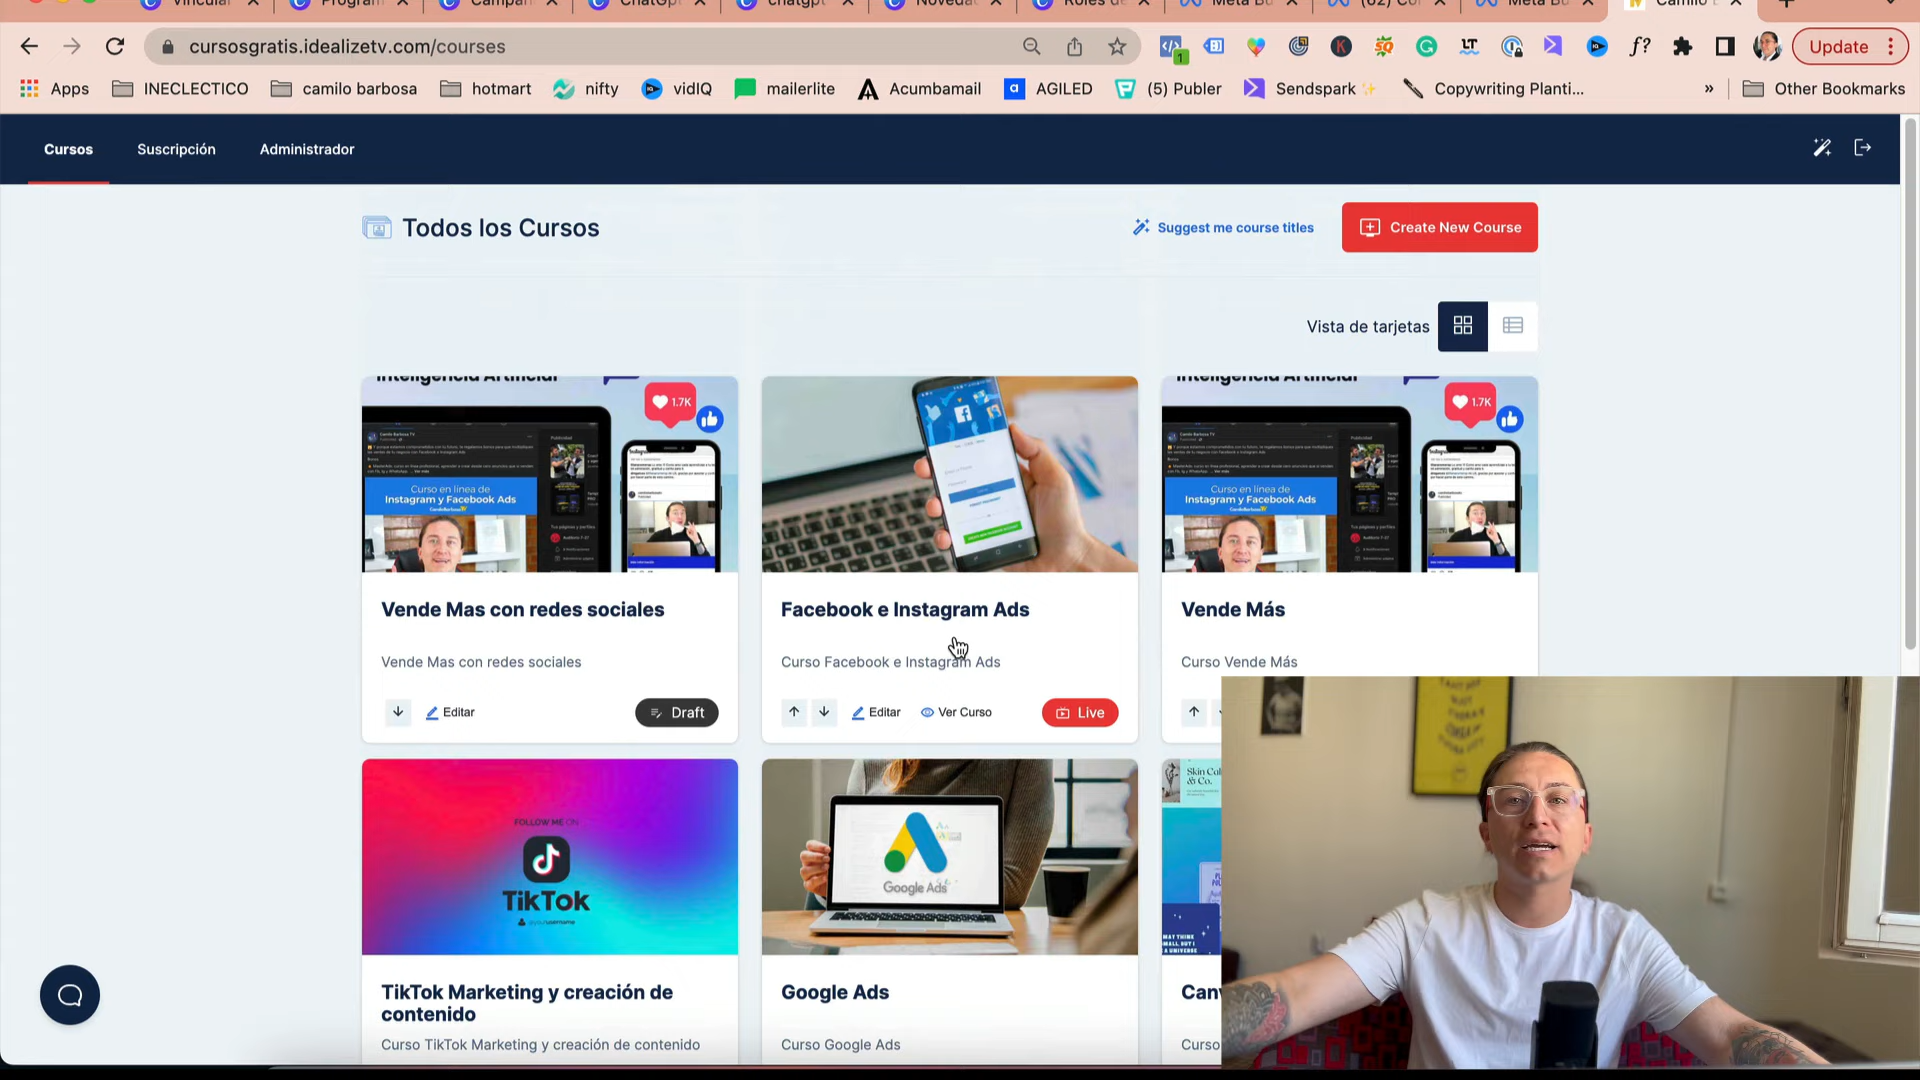 cursosgratis.idealizetv.com/courses
1
Update
Apps
INECLECTICO
camilo barbosa
hotmart
nifty
vidIQ
mailerlite
Acumbamail
AGILED
(5) Publer
Sendspark
Copywriting Planti...
»
Other Bookmarks
Cursos
Suscripción
Administrador
Todos los Cursos
Suggest me course titles
Create New Course
Vista de tarjetas
1.7K
Curso en línea de
Instagram y Facebook Ads
1.7K
Curso en línea de
Instagram y Facebook Ads
Vende Mas con redes sociales
Facebook e Instagram Ads
Vende Más
Vende Mas con redes sociales
Curso Facebook e Instagram Ads
Curso Vende Más
Editar
Draft
Editar
Ver Curso
Live
FOLLOW ME ON
TikTok
Google Ads
Skin Ca
& Co.
TikTok Marketing y creación de
contenido
Google Ads
Curso TikTok Marketing y creación de contenido
Curso Google Ads